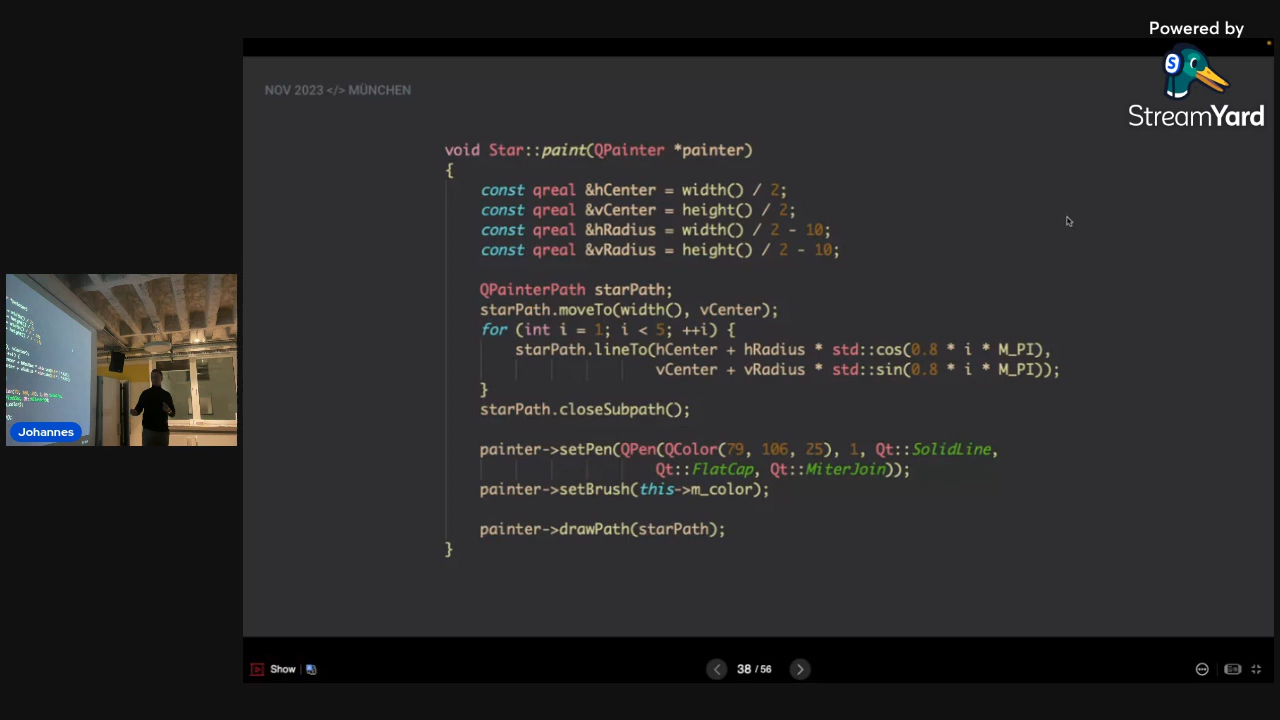 Powered by
StreamYard
NOV 2023 </> MÜNCHEN
void Star::paint(QPainter *painter)
{
const qreal &hCenter = width() / 2;
const qreal &vCenter = height() / 2;
const qreal &hRadius = width() / 2 - 10;
const qreal &vRadius = height() / 2 - 10;
QPainterPath starPath;
starPath.moveTo(width(), vCenter);
for (int i = 1; i < 5; ++i) {
starPath.lineTo(hCenter + hRadius * std::cos(0.8 * i * M_PI),
vCenter + vRadius * std::sin(0.8 * i * M_PI));
}
starPath.closeSubpath();
painter->setPen(QPen(QColor(79, 106, 25), 1, Qt::SolidLine,
Qt::FlatCap, Qt::MiterJoin));
painter->setBrush(this->m_color);
painter->drawPath(starPath);
}
Johannes
Show
38 / 56